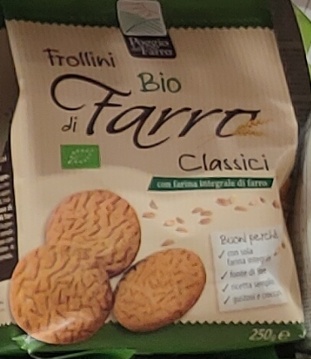 Poggio
del Farro
Frollini
Bio
di Farro
Classici
con farina integrale di farro
Buoni perché
con sola
farina integrale
fonte di
ricetta semplice
gustosi e
250g e